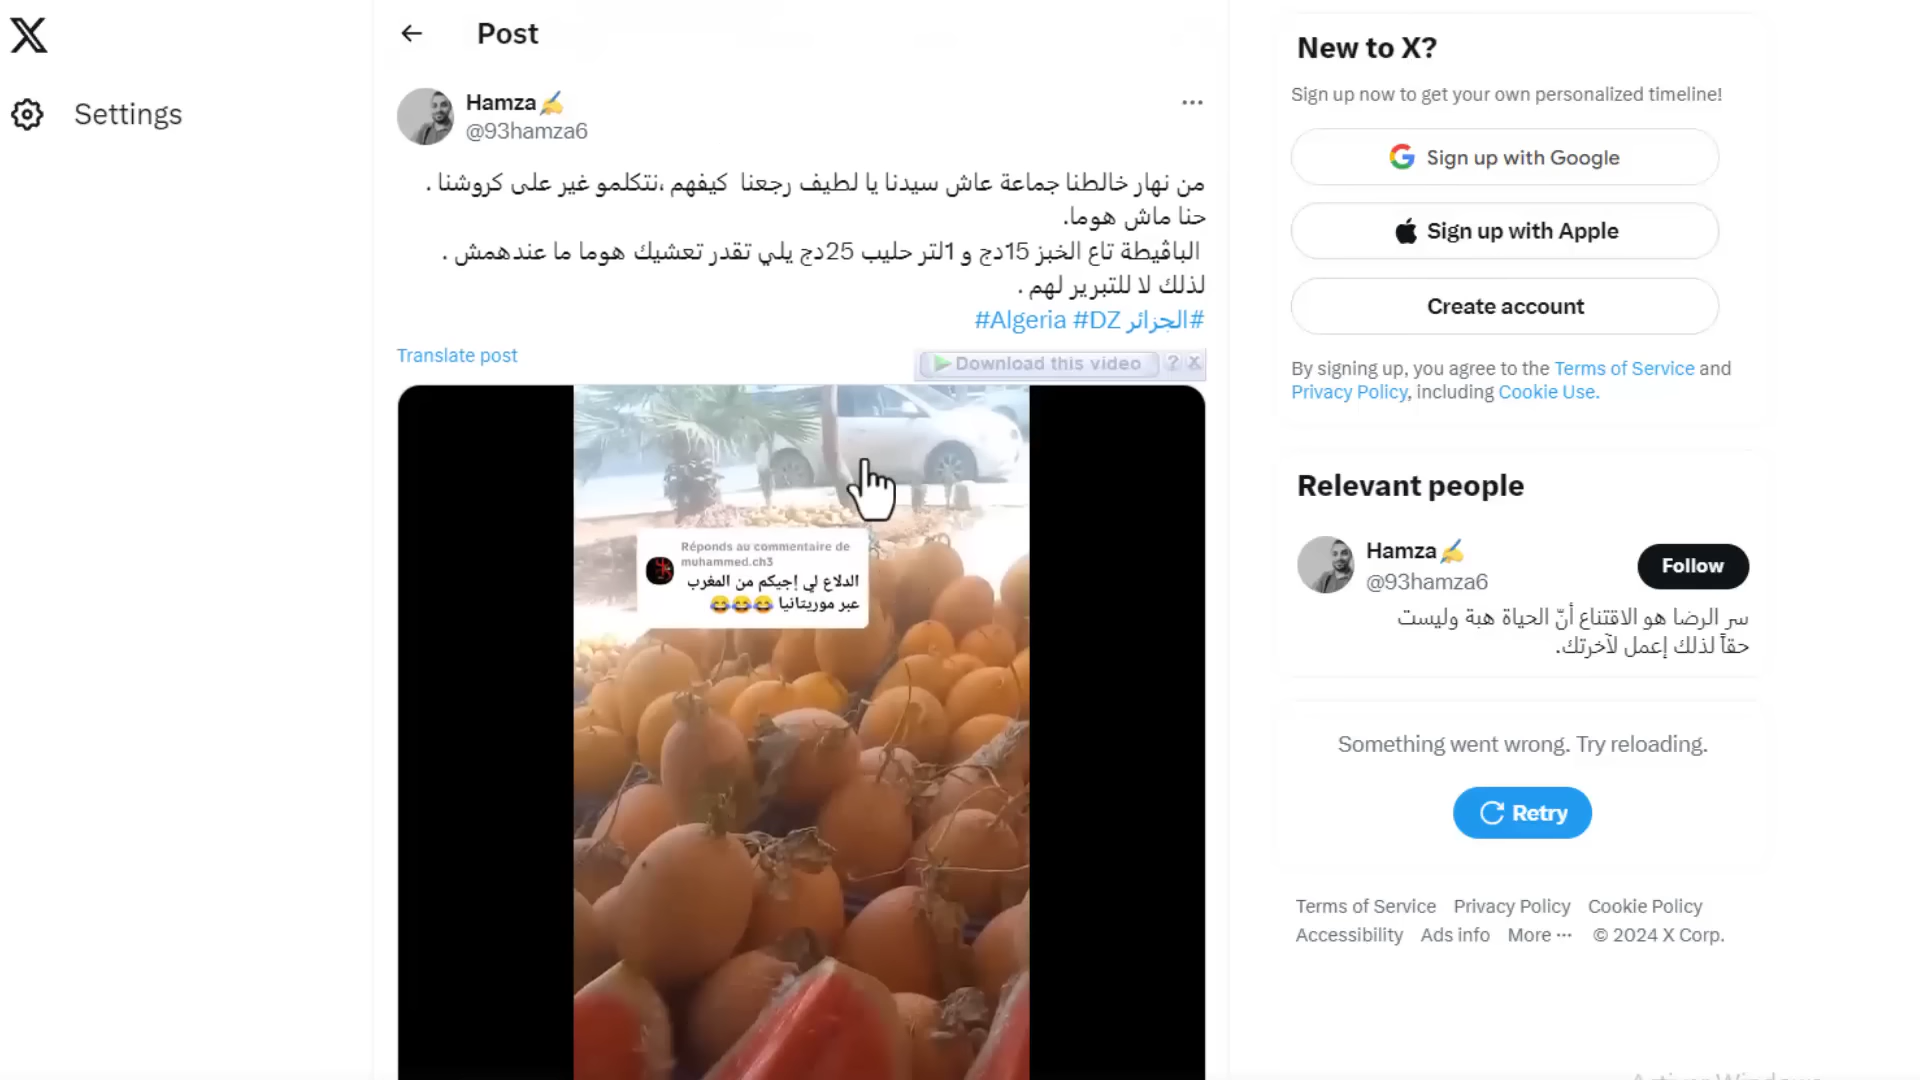 Post
Settings
Hamza✍️
@93hamza6
من نهار خالطنا جماعة عاش سيدنا يا لطيف رجعنا كيفهم ،نتكلمو غير على كروشنا .
حنا ماش هوما.
الباڨيطة تاع الخبز 15دج و 1لتر حليب 25دج يلي تقدر تعشيك هوما ما عندهمش .
لذلك لا للتبرير لهم .
#الجزائر #Algeria #DZ
Translate post
Download this video ? X
Réponds au commentaire de
muhammed.ch3
الدلاع لي إجيكم من المغرب
عبر موريتانيا 😂😂😂
New to X?
Sign up now to get your own personalized timeline!
Sign up with Google
Sign up with Apple
Create account
By signing up, you agree to the Terms of Service and
Privacy Policy, including Cookie Use.
Relevant people
Hamza✍️
@93hamza6
Follow
سر الرضا هو الاقتناع أنّ الحياة هبة وليست
حقاً لذلك إعمل لآخرتك.
Something went wrong. Try reloading.
Retry
Terms of Service Privacy Policy Cookie Policy
Accessibility Ads info More ··· © 2024 X Corp.